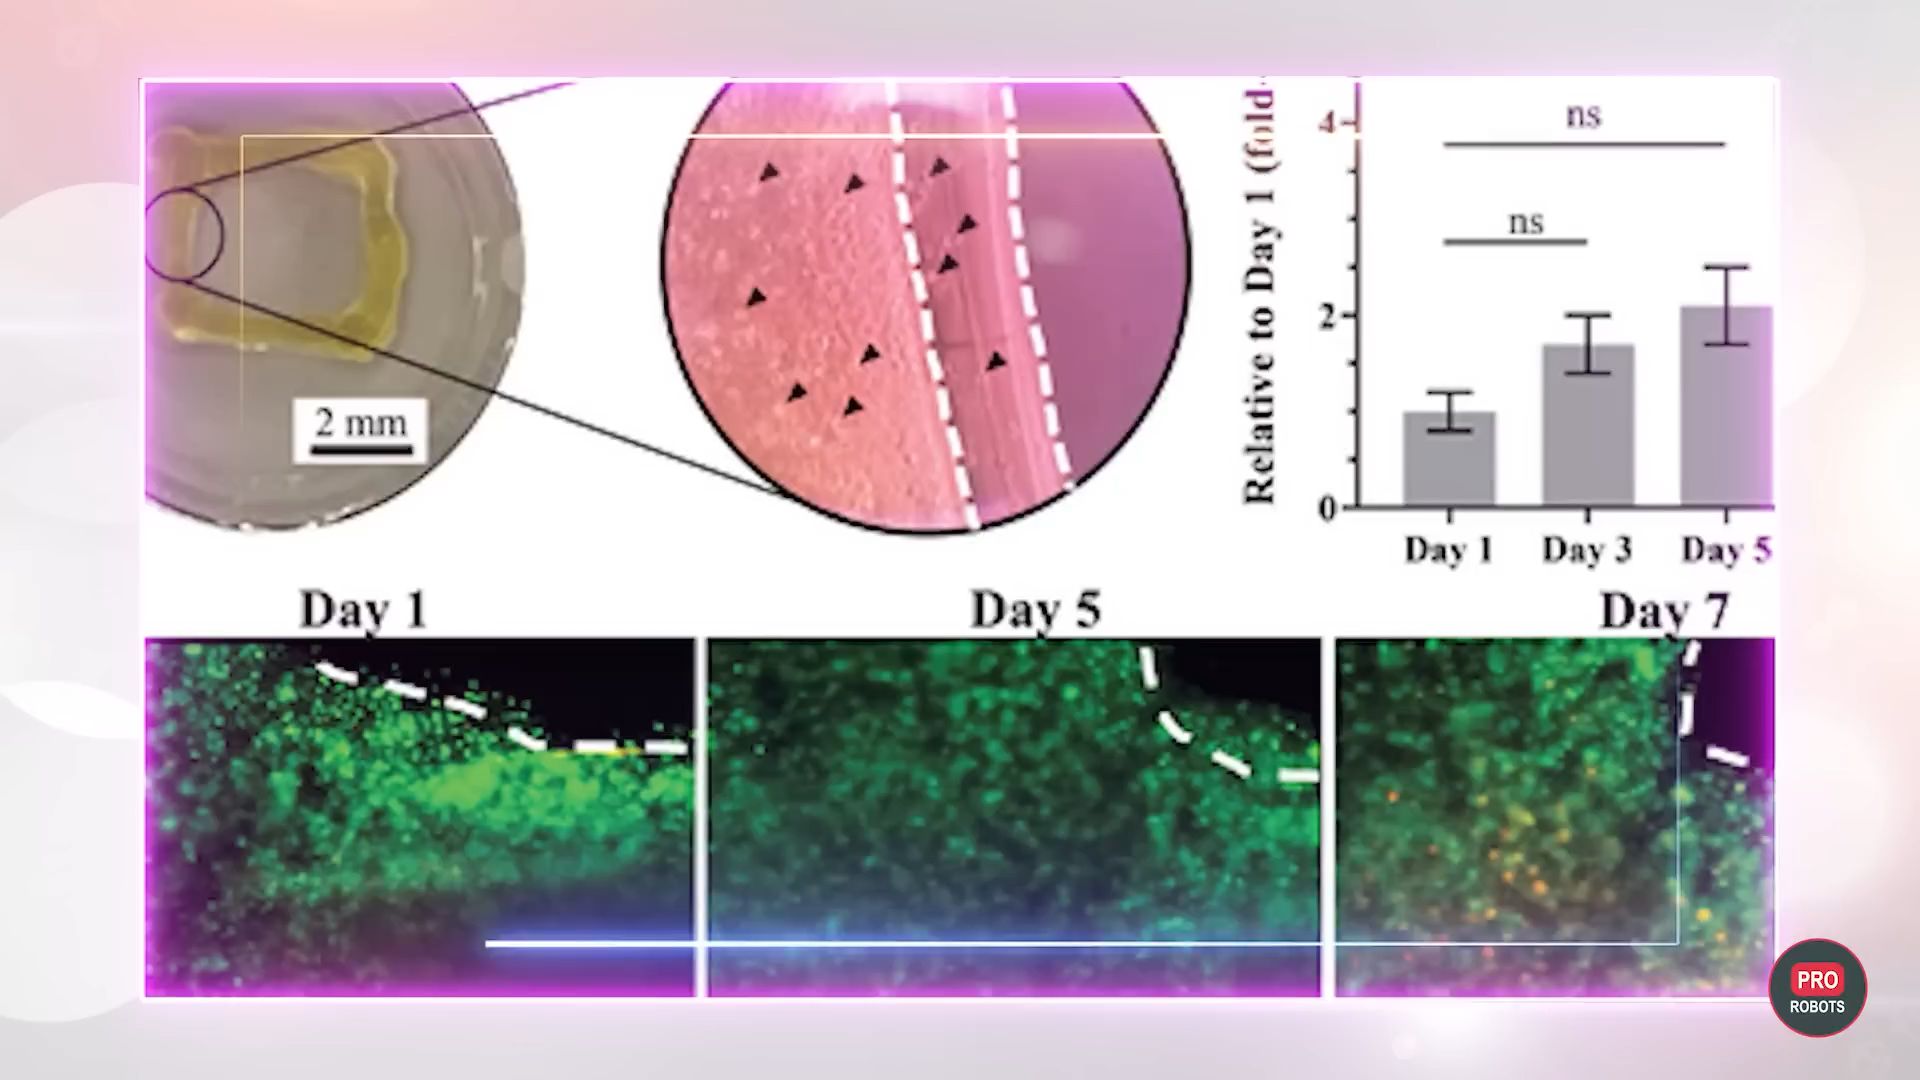 Relative to Day 1 (fold-
4
ns
ns
2
0
2 mm
Day 1
Day 3
Day 5
Day 1
Day 5
Day 7
PRO
ROBOTS